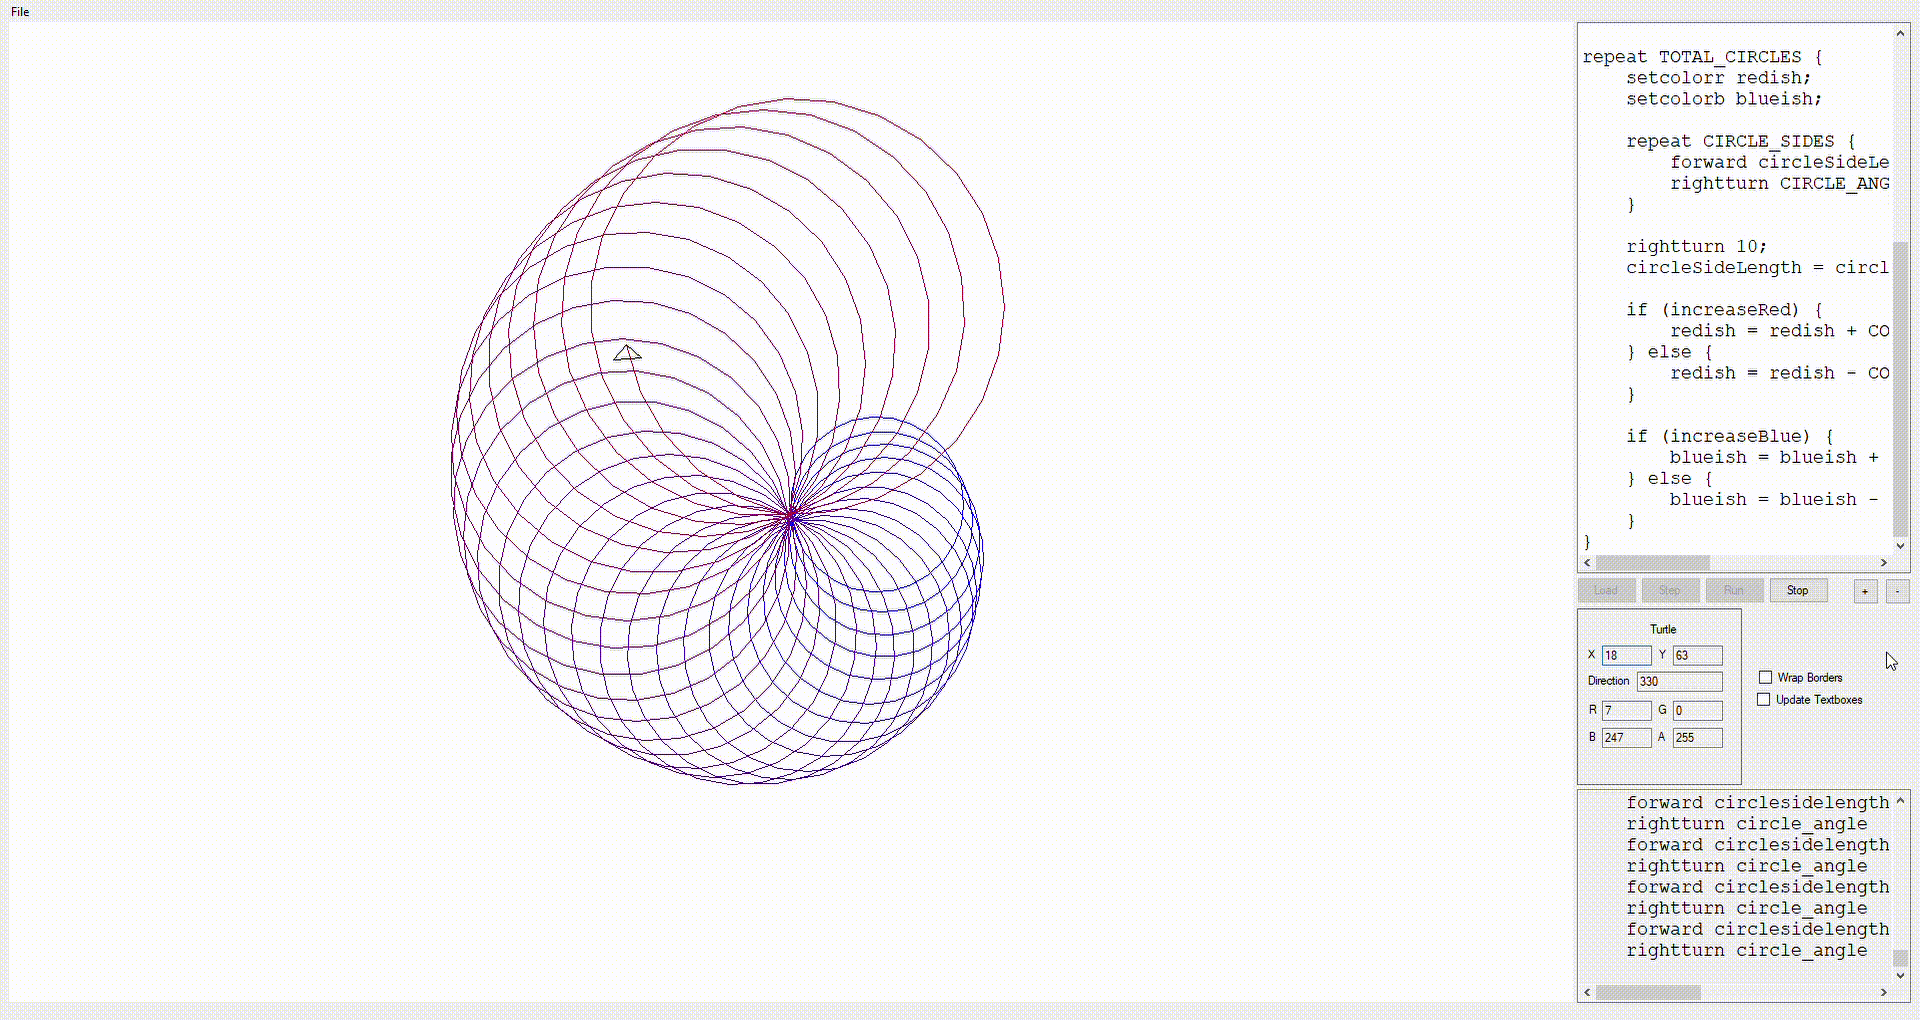 File
repeat TOTAL_CIRCLES {
setcolorr redish;
setcolorb blueish;
repeat CIRCLE_SIDES {
forward circleSideLe
rightturn CIRCLE_ANG
}
rightturn 10;
circleSideLength = circl
if (increaseRed) {
redish = redish + CO
} else {
redish = redish - CO
}
if (increaseBlue) {
blueish = blueish +
} else {
blueish = blueish -
}
}
Load Step Run Stop + -
Turtle
X 18 Y 63
Direction 330
R 7 G 0
B 247 A 255
Wrap Borders
Update Textboxes
forward circlesidelength
rightturn circle_angle
forward circlesidelength
rightturn circle_angle
forward circlesidelength
rightturn circle_angle
forward circlesidelength
rightturn circle_angle